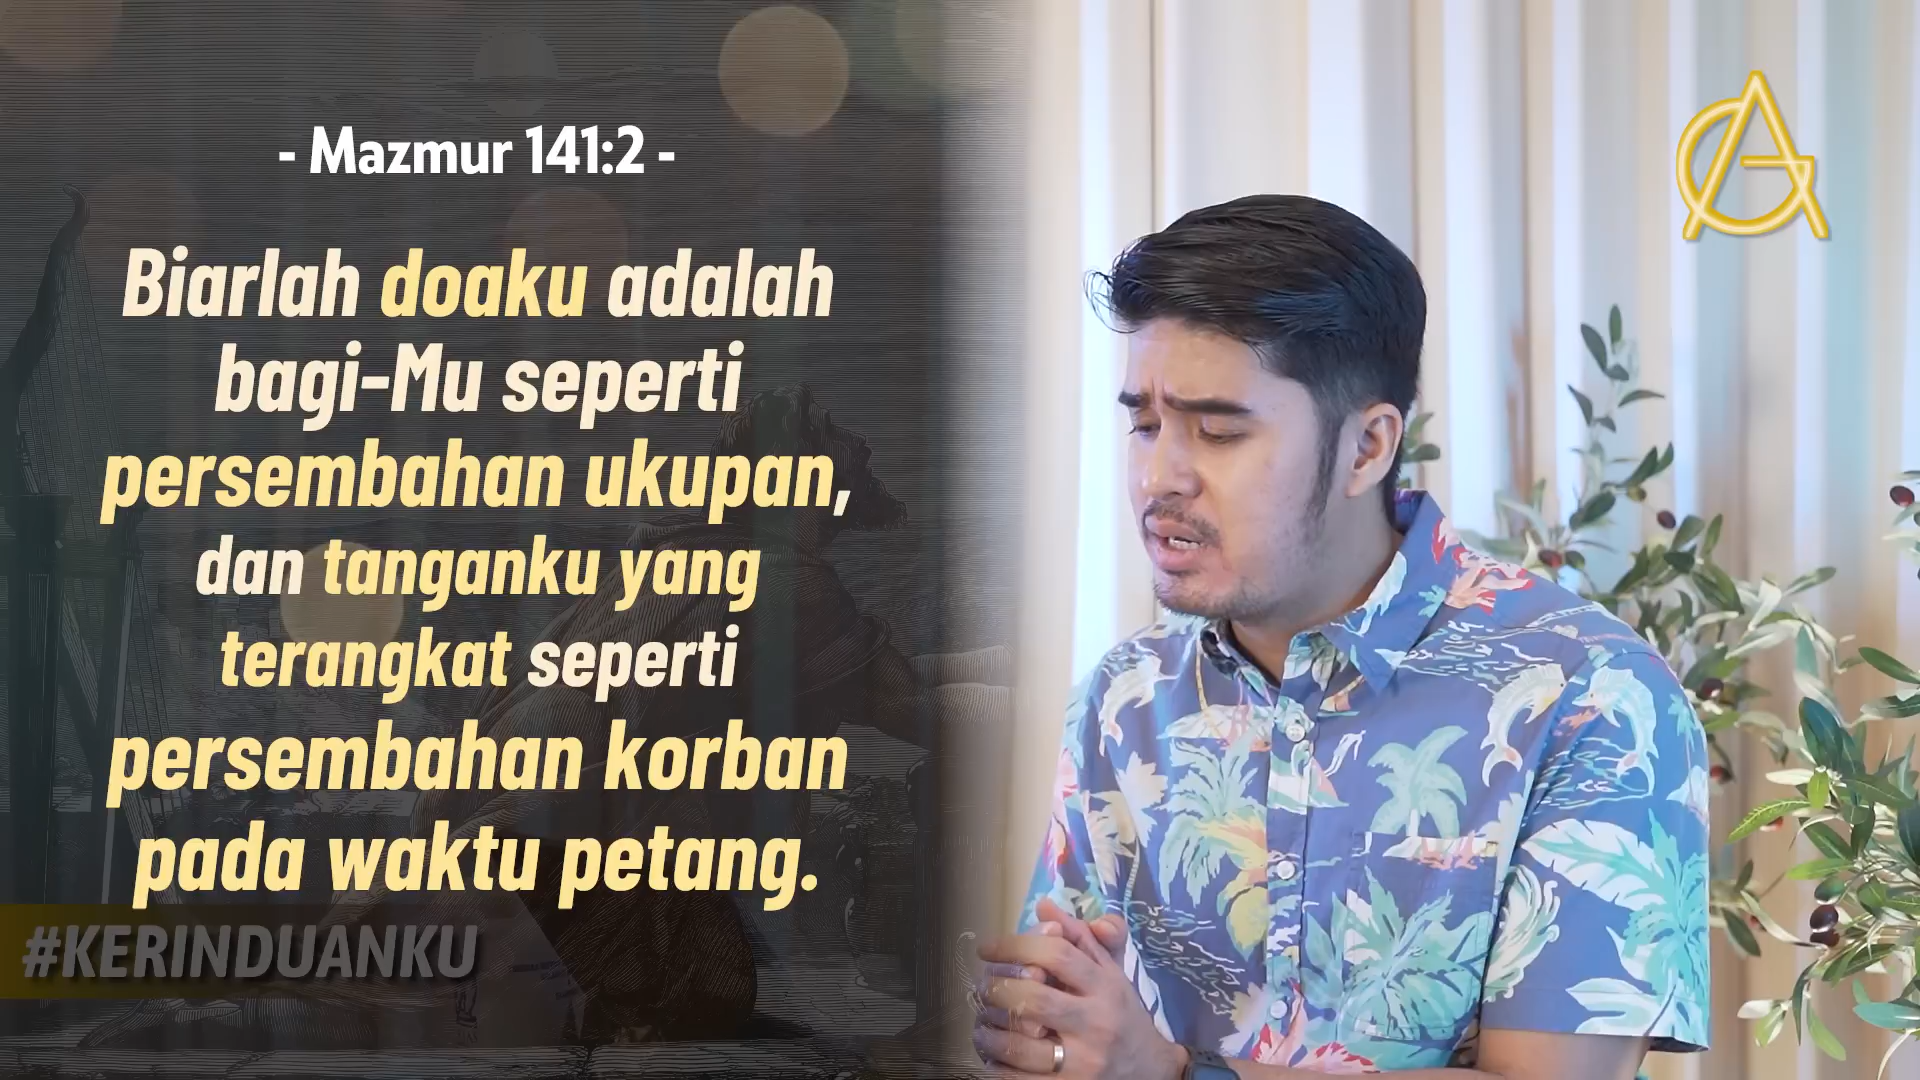 - Mazmur 141:2 -
Biarlah doaku adalah
bagi-Mu seperti
persembahan ukupan,
dan tanganku yang
terangkat seperti
persembahan korban
pada waktu petang.
#KERINDUANKU